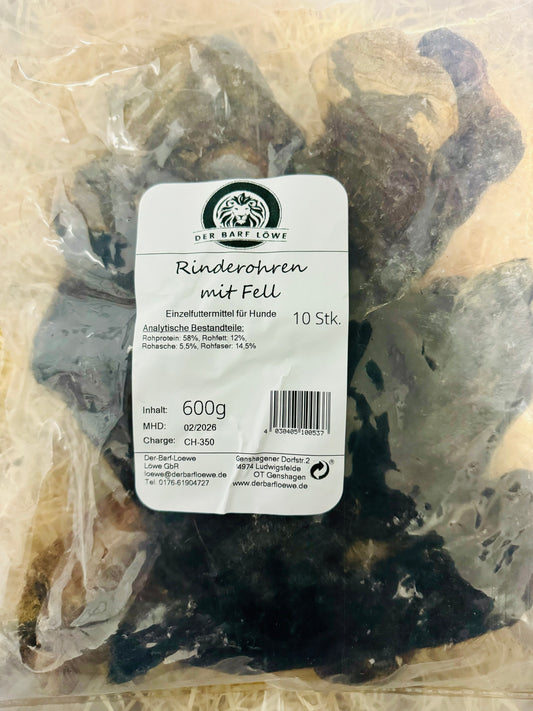 DER BARF LÖWE
Rinderohren
mit Fell
Einzelfuttermittel für Hunde 10 Stk.
Analytische Bestandteile:
Rohprotein: 58%, Rohfett: 12%,
Rohasche: 5,5%, Rohfaser: 14,5%
Inhalt: 600g
MHD: 02/2026
Charge: CH-350
4 030405 100537
Der-Barf-Loewe
Löwe GbR
loewe@derbarfloewe.de
Tel. 0176-61904727
Genshagener Dorfstr.2
14974 Ludwigsfelde
OT Genshagen
www.derbarfloewe.de